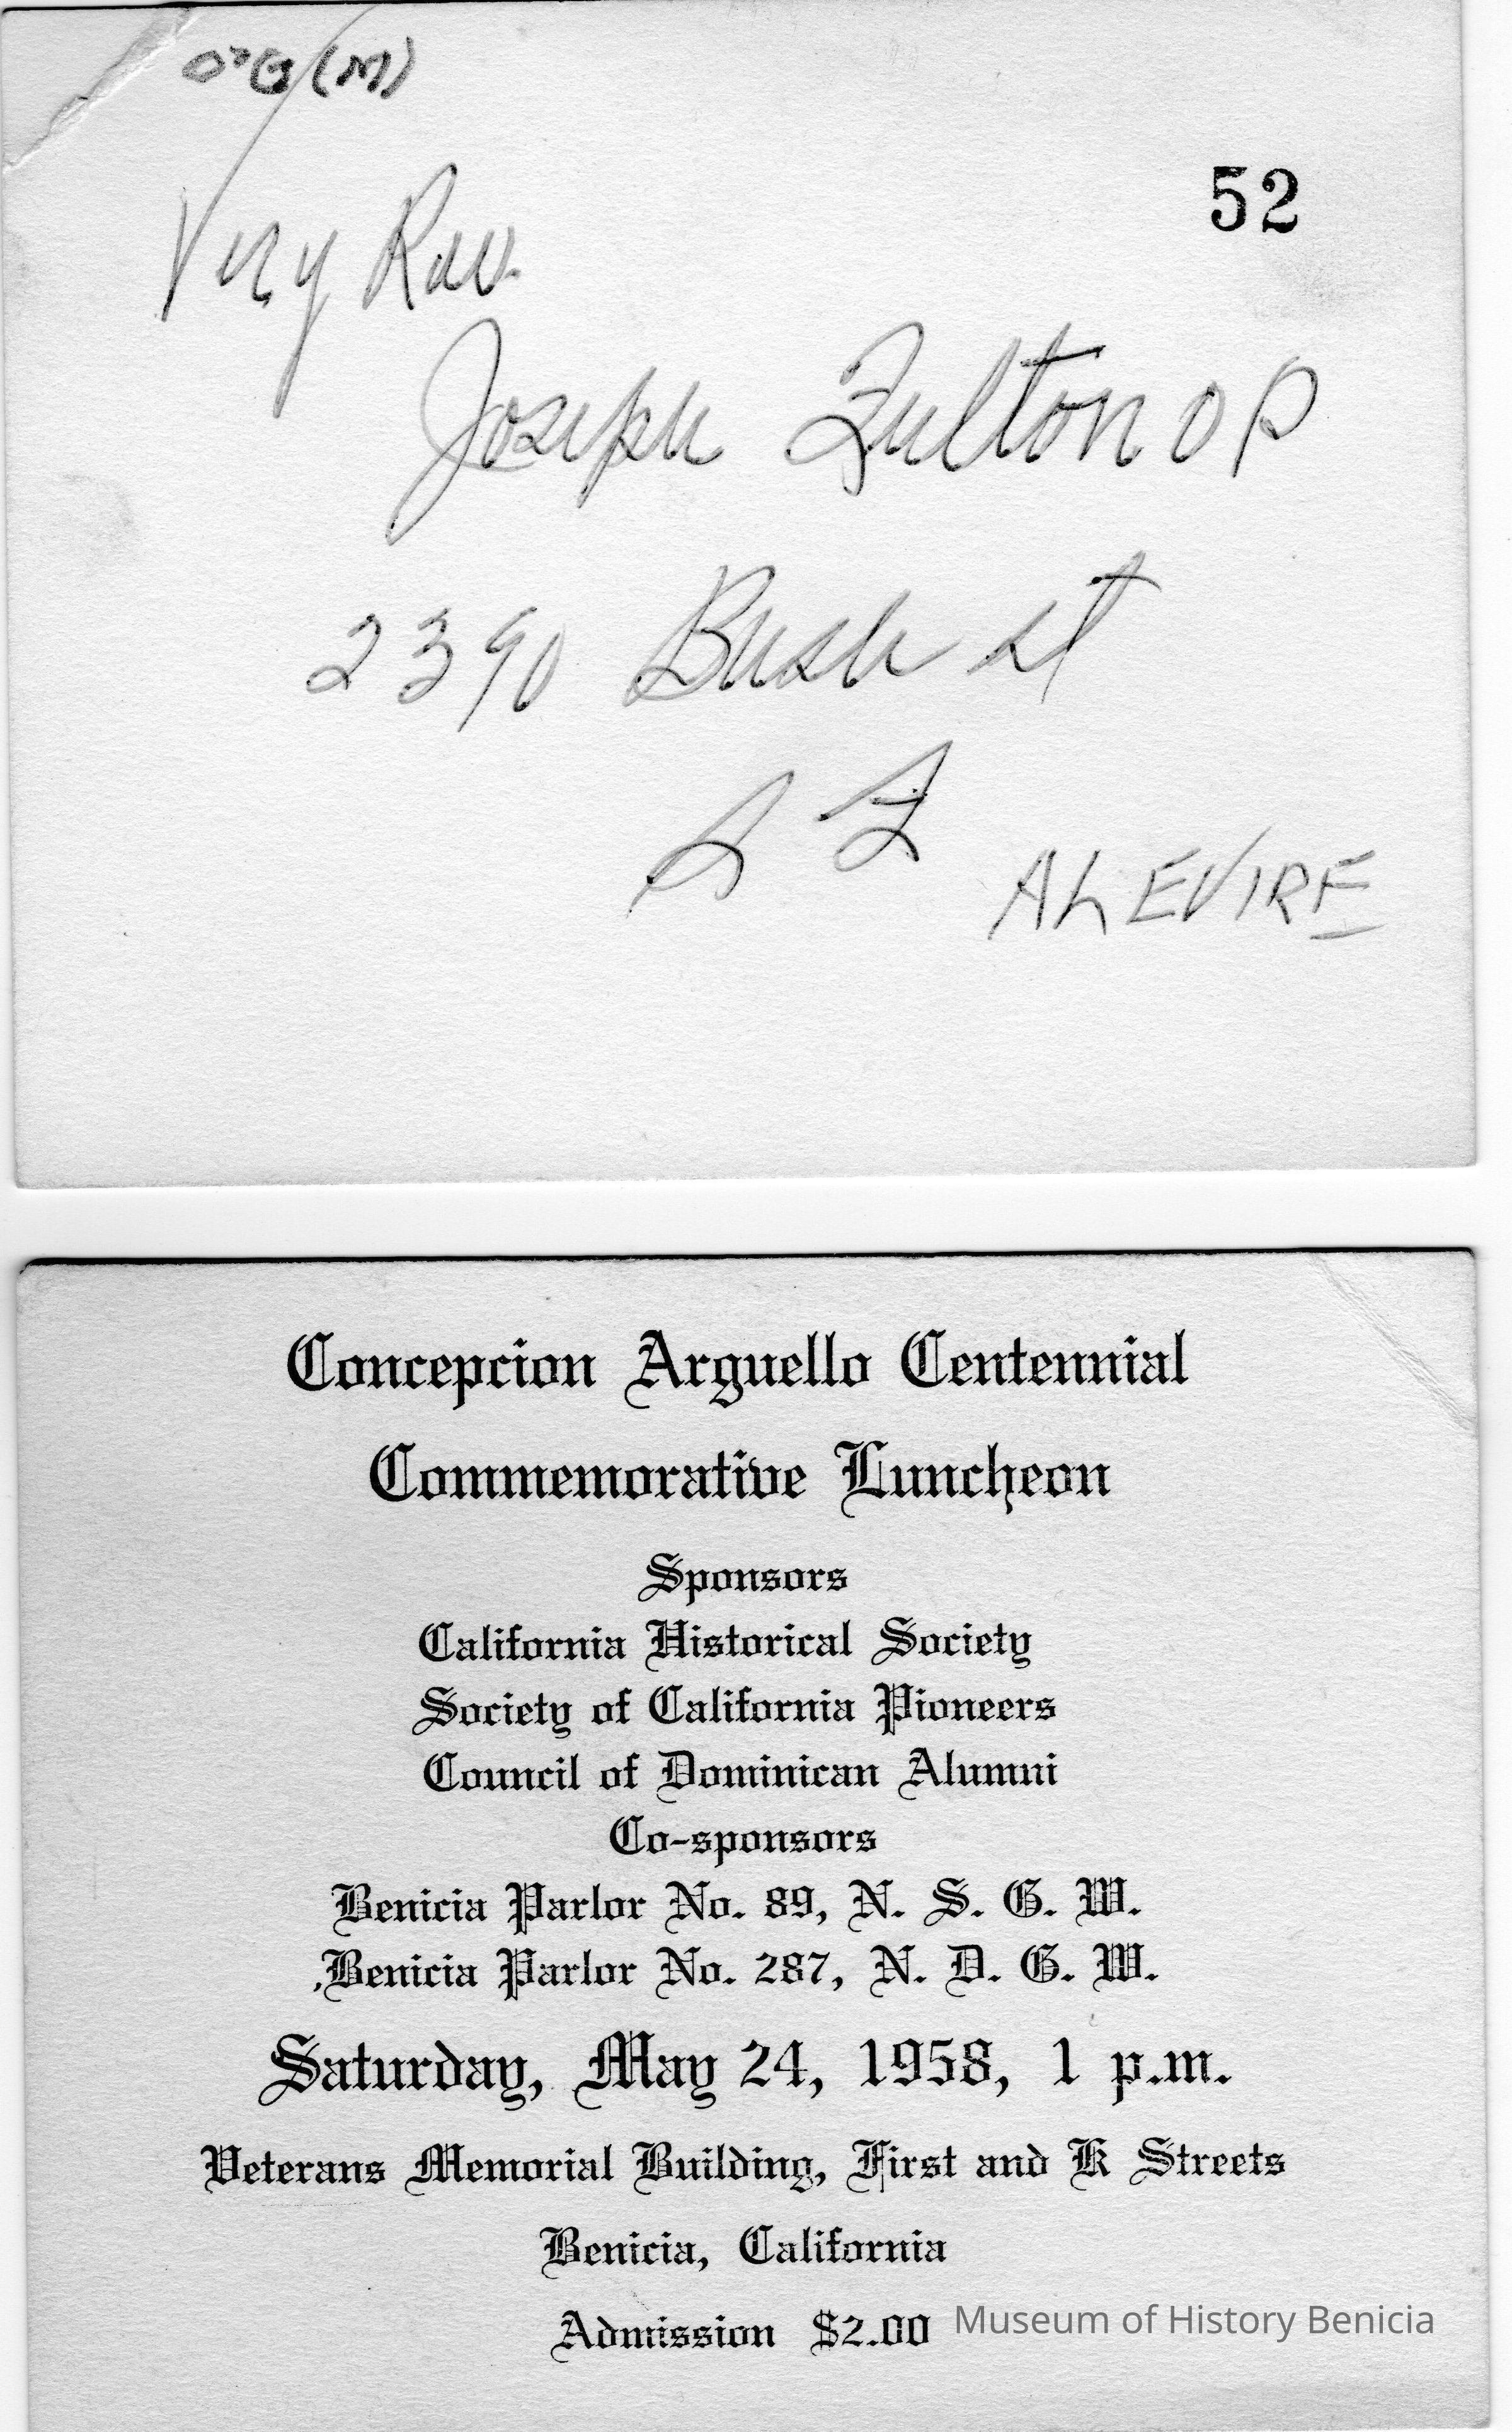 O'G (M)
52
Very Rev.
Joseph Fulton O P
2390 Bush St
S F
AL EVIRE
Concepcion Arguello Centennial
Commemorative Luncheon
Sponsors
California Historical Society
Society of California Pioneers
Council of Dominican Alumni
Co-sponsors
Benicia Parlor No. 89, N. S. G. W.
Benicia Parlor No. 287, N. D. G. W.
Saturday, May 24, 1958, 1 p.m.
Veterans Memorial Building, First and K Streets
Benicia, California
Admission $2.00
Museum of History Benicia